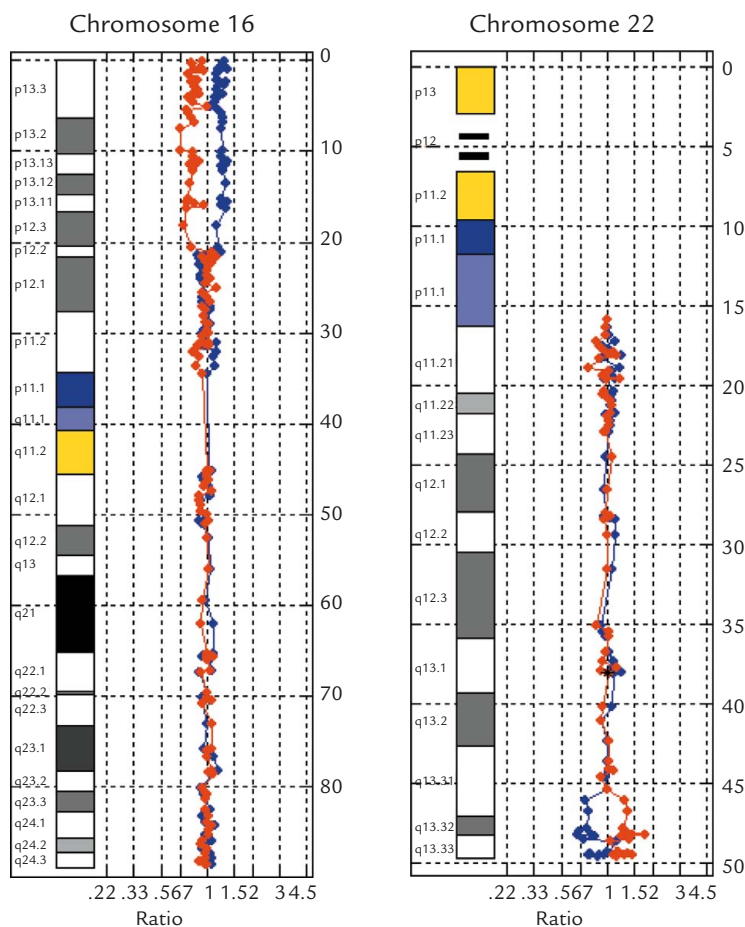 Chromosome 16
0
p13.3
p13.2
10
p13.13
p13.12
p13.11
p12.3
20
p12.2
p12.1
30
p11.2
p11.1
40
q11.1
q11.2
q12.1
50
q12.2
q13
60
q21
q22.1
70
q22.2
q22.3
q23.1
80
q23.2
q23.3
q24.1
q24.2
q24.3
.22 .33 .567 1 1.52 3 4.5
Ratio
Chromosome 22
0
p13
p12
5
p11.2
10
p11.1
p11.1
15
q11.21
20
q11.22
q11.23
25
q12.1
q12.2
30
q12.3
35
q13.1
40
q13.2
45
q13.31
q13.32
q13.33
50
.22 .33 .567 1 1.52 3 4.5
Ratio